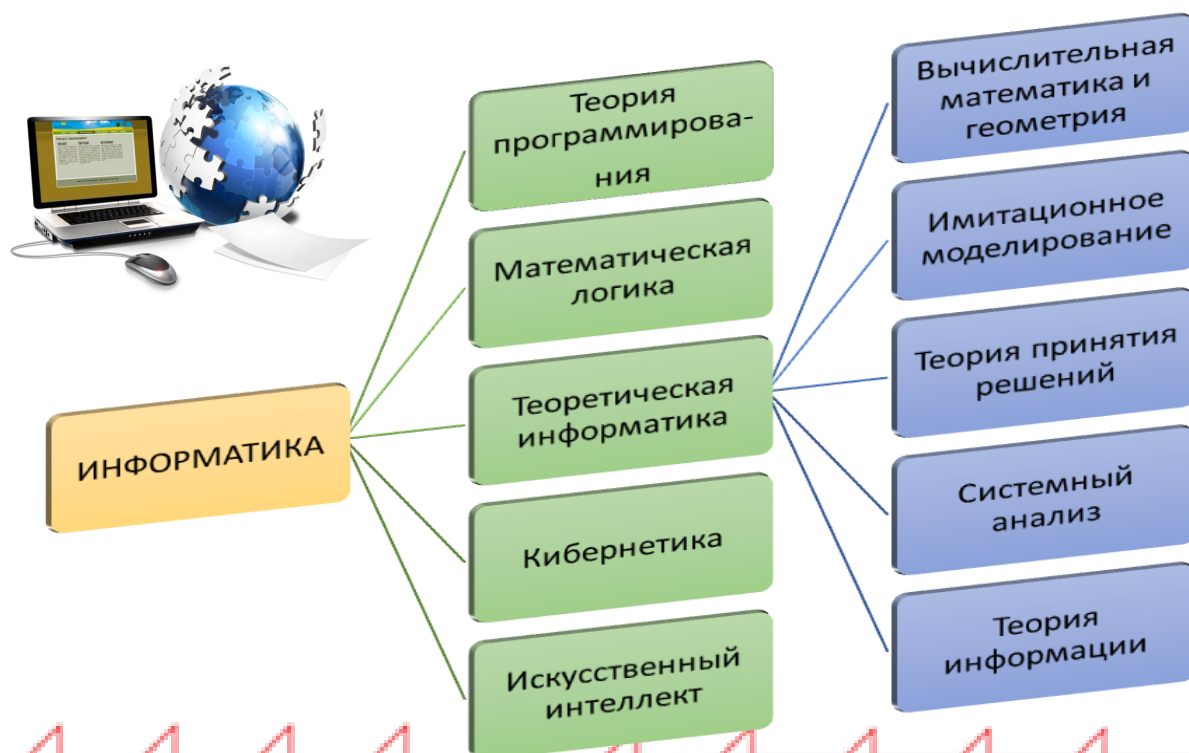 ИНФОРМАТИКА
Теория
программирова-
ния
Математическая
логика
Теоретическая
информатика
Кибернетика
Искусственный
интеллект
Вычислительная
математика и
геометрия
Имитационное
моделирование
Теория принятия
решений
Системный
анализ
Теория
информации